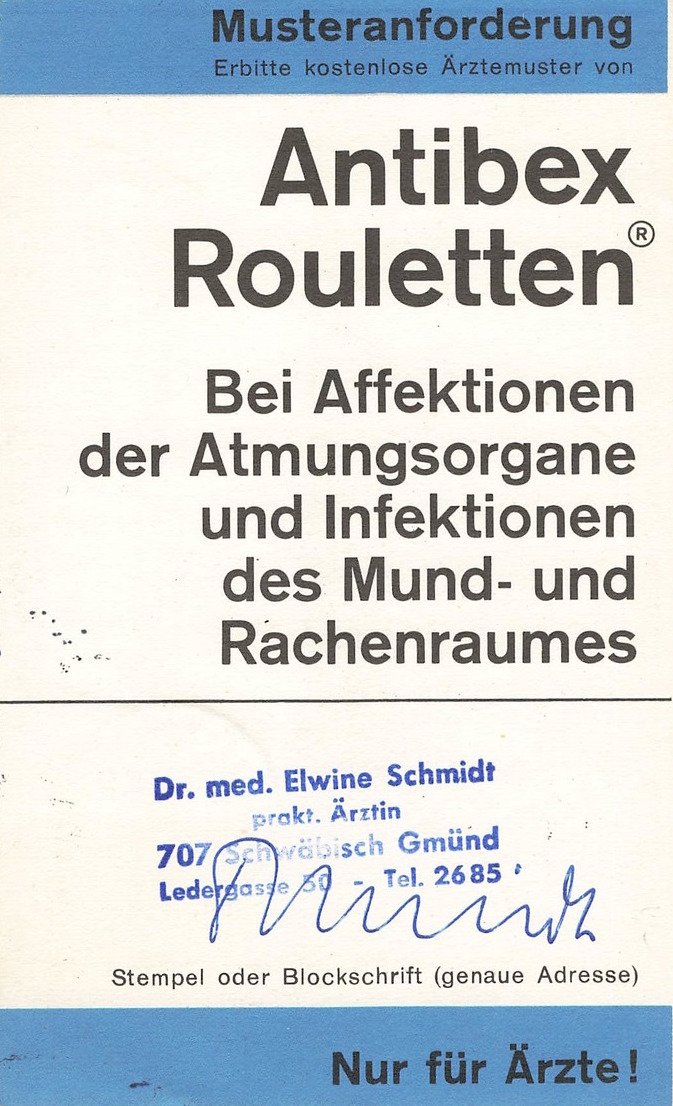 Musteranforderung
Erbitte kostenlose Ärztemuster von
Antibex
Rouletten®
Bei Affektionen
der Atmungsorgane
und Infektionen
des Mund- und
Rachenraumes
Dr. med. Elwine Schmidt
prakt. Ärztin
707 Schwäbisch Gmünd
Ledergasse 50 - Tel. 2685
Stempel oder Blockschrift (genaue Adresse)
Nur für Ärzte!